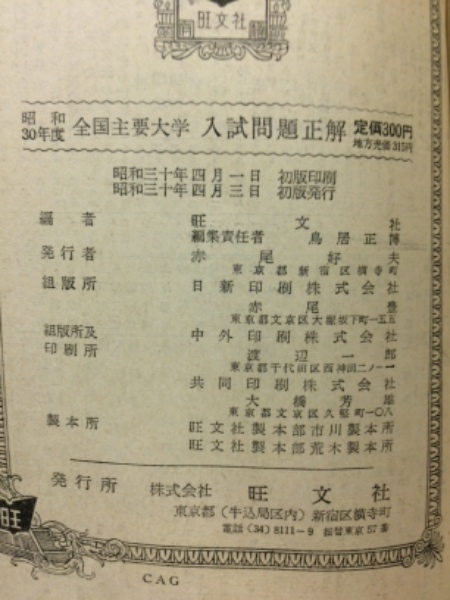 旺文社
昭和
30年度
全国主要大学 入試問題正解 定価300円
地方売価315円
昭和三十年四月一日 初版印刷
昭和三十年四月三日 初版発行
編者 旺文社
編集責任者 鳥居正博
発行者 赤尾好夫
東京都新宿区横寺町
組版所 日新印刷株式会社
赤尾豊
東京都文京区大塚坂下町一五五
組版所及 中外印刷株式会社
印刷所 渡辺一郎
東京都千代田区西神田二ノ一一
共同印刷株式会社
大橋芳雄
東京都文京区久堅町一〇八
製本所 旺文社製本部市川製本所
旺文社製本部荒木製本所
発行所 株式会社 旺文社
東京都(牛込局区内)新宿区横寺町
電話(34)8111-9 振替東京57番
旺
CAG